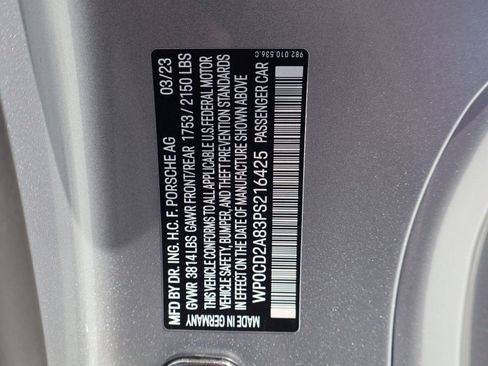 982.010.536.C
MFD BY DR. ING. H.C. F. PORSCHE AG 03/23
GVWR 3814LBS GAWR FRONT/REAR 1753/2150 LBS
THIS VEHICLE CONFORMS TO ALL APPLICABLE U.S. FEDERAL MOTOR
VEHICLE SAFETY, BUMPER, AND THEFT PREVENTION STANDARDS
IN EFFECT ON THE DATE OF MANUFACTURE SHOWN ABOVE
WP0CD2A83PS216425 PASSENGER CAR
MADE IN GERMANY